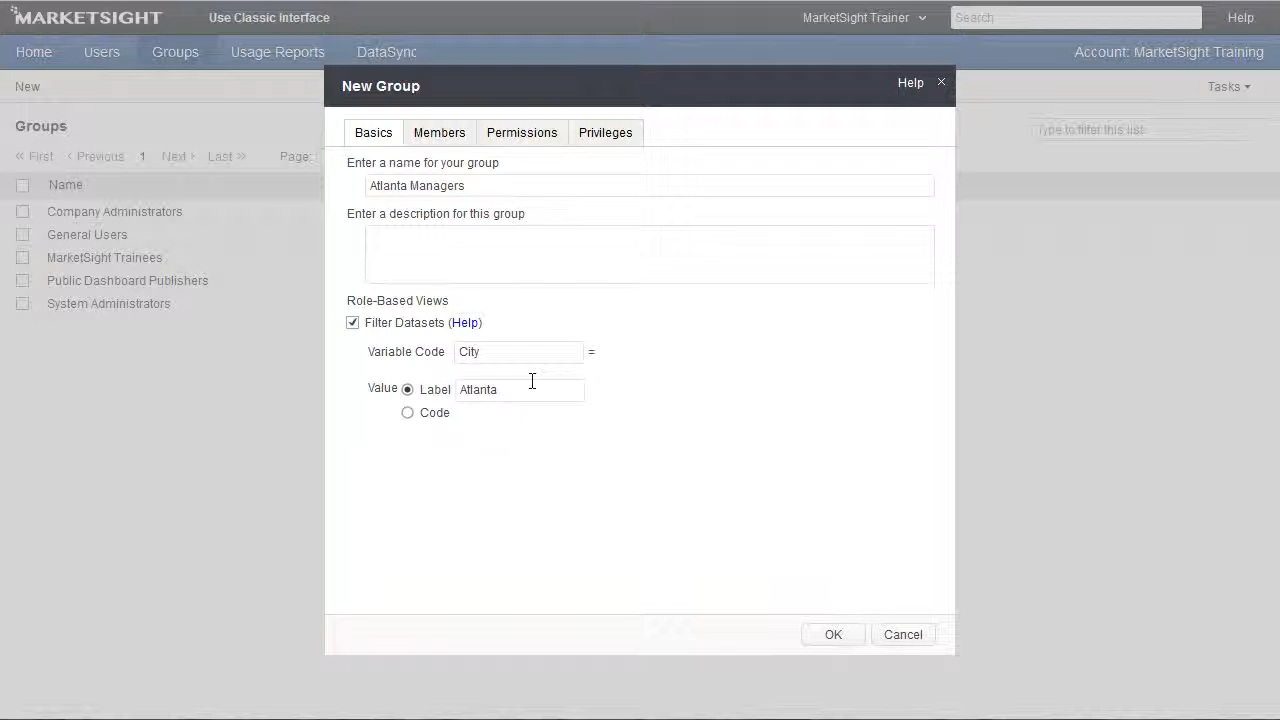 MARKETSIGHT Use Classic Interface MarketSight Trainer Search Help
Home Users Groups Usage Reports DataSync Account: MarketSight Training
New Tasks
New Group Help ×
Groups Type to filter this list
Basics Members Permissions Privileges
« First ‹ Previous 1 Next › Last » Page:
Enter a name for your group
Name
Atlanta Managers
Company Administrators
Enter a description for this group
General Users
MarketSight Trainees
Public Dashboard Publishers
System Administrators
Role-Based Views
Filter Datasets (Help)
Variable Code City =
Value Label Atlanta
Code
OK Cancel